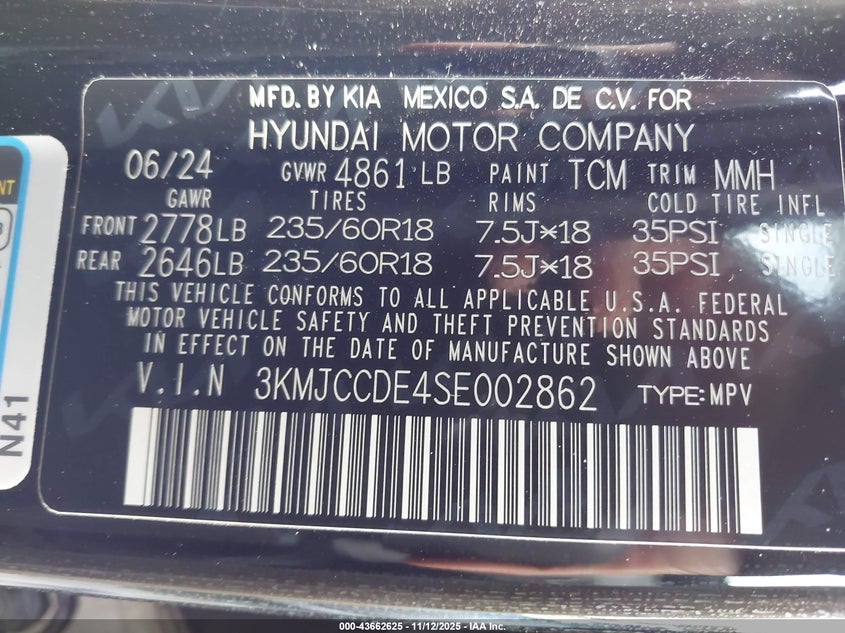 MFD. BY KIA MEXICO S.A. DE C.V. FOR
HYUNDAI MOTOR COMPANY
06/24 GVWR 4861 LB PAINT TCM TRIM MMH
GAWR TIRES RIMS COLD TIRE INFL
FRONT 2778LB 235/60R18 7.5J×18 35PSI, SINGLE
REAR 2646LB 235/60R18 7.5J×18 35PSI, SINGLE
THIS VEHICLE CONFORMS TO ALL APPLICABLE U.S.A. FEDERAL
MOTOR VEHICLE SAFETY AND THEFT PREVENTION STANDARDS
IN EFFECT ON THE DATE OF MANUFACTURE SHOWN ABOVE
V.I.N 3KMJCCDE4SE002862 TYPE:MPV
N41
000-43662625 - 11/12/2025 - IAA Inc.